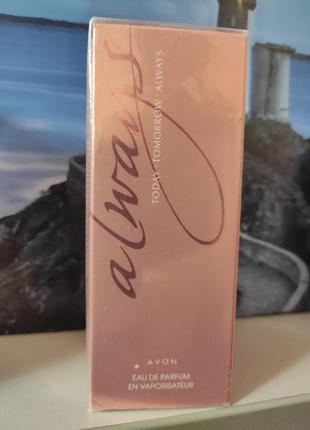 always
TODAY · TOMORROW · ALWAYS
AVON
EAU DE PARFUM
EN VAPORISATEUR